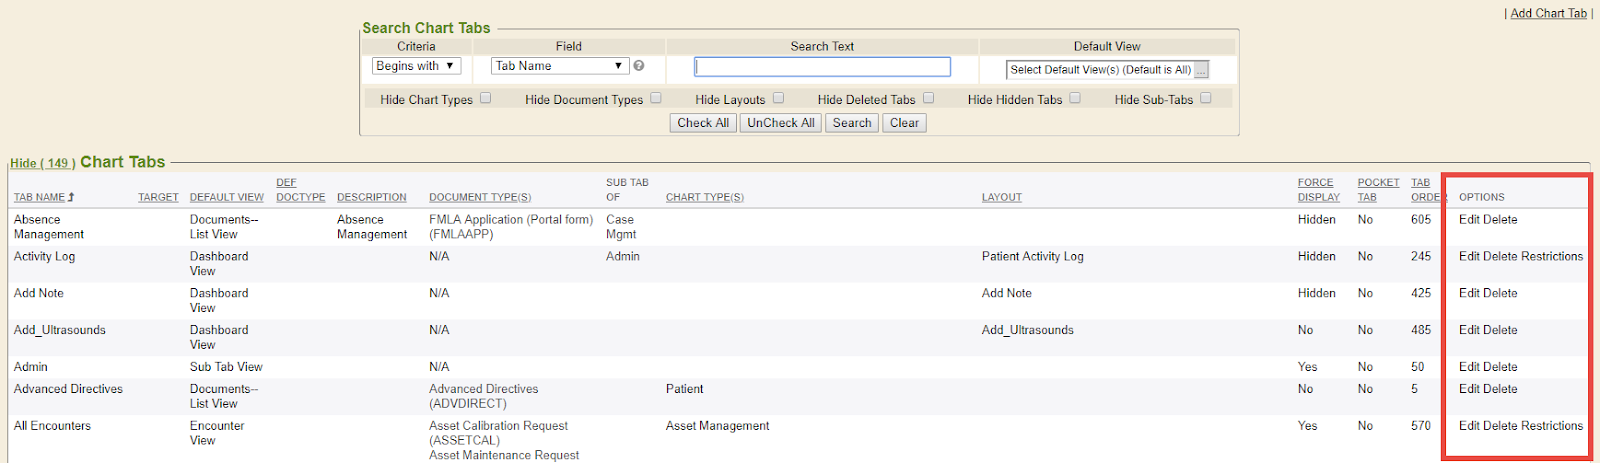 | Add Chart Tab |
Search Chart Tabs
Criteria Field Search Text Default View
Begins with Tab Name Select Default View(s) (Default is All) ...
Hide Chart Types Hide Document Types Hide Layouts Hide Deleted Tabs Hide Hidden Tabs Hide Sub-Tabs
Check All UnCheck All Search Clear
Hide ( 149 ) Chart Tabs
TAB NAME TARGET DEFAULT VIEW DEF DOCTYPE DESCRIPTION DOCUMENT TYPE(S) SUB TAB OF CHART TYPE(S) LAYOUT FORCE DISPLAY POCKET TAB TAB ORDER OPTIONS
Absence Documents-- Absence FMLA Application (Portal form) Case Hidden No 605 Edit Delete
Management List View Management (FMLAAPP) Mgmt
Activity Log Dashboard N/A Admin Patient Activity Log Hidden No 245 Edit Delete Restrictions
View
Add Note Dashboard N/A Add Note Hidden No 425 Edit Delete
View
Add_Ultrasounds Dashboard N/A Add_Ultrasounds No No 485 Edit Delete
View
Admin Sub Tab View N/A Yes No 50 Edit Delete
Advanced Directives Documents-- Advanced Directives Patient No No 5 Edit Delete
List View (ADVDIRECT)
All Encounters Encounter Asset Calibration Request Asset Management Yes No 570 Edit Delete Restrictions
View (ASSETCAL)
Asset Maintenance Request